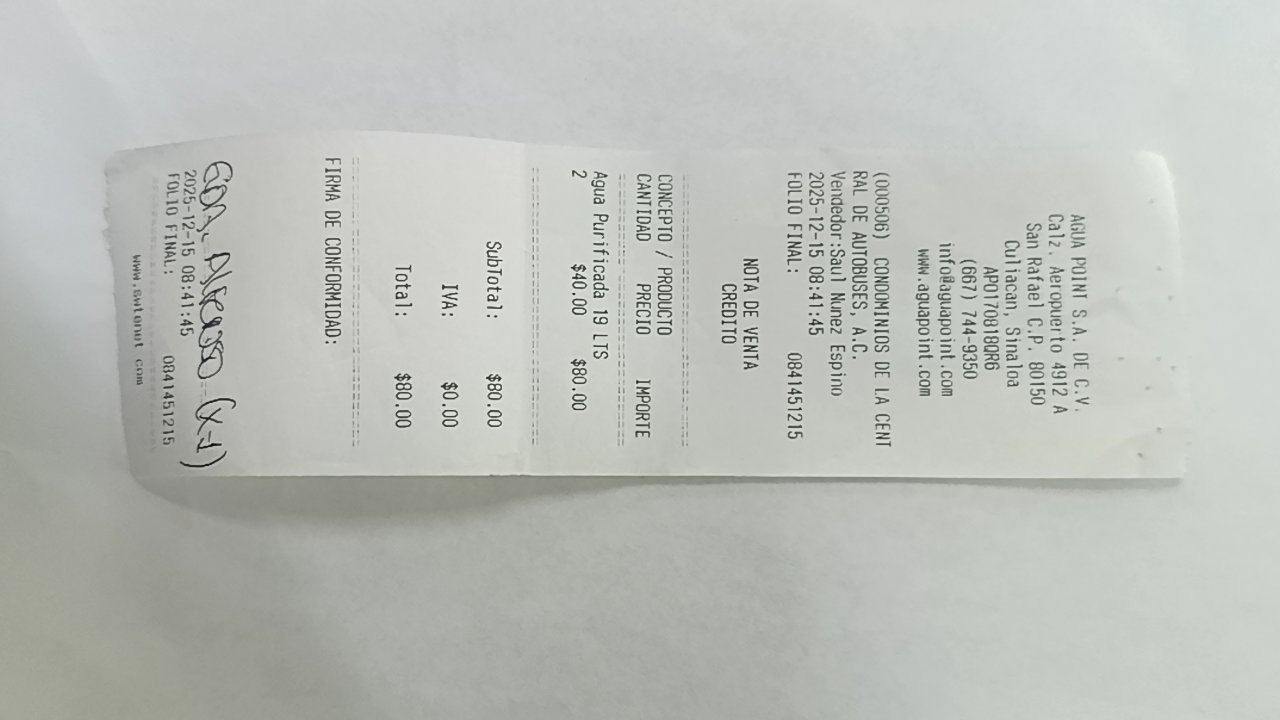 AGUA POINT S.A. DE C.V.
Calz. Aeropuerto 4912 A
San Rafael C.P. 80150
Culiacan, Sinaloa
APO170818QR6
(667) 744-9350
info@aguapoint.com
www.aguapoint.com
(000506) CONDOMINIOS DE LA CENT
RAL DE AUTOBUSES, A.C.
Vendedor:Saul Nunez Espino
2025-12-15 08:41:45
FOLIO FINAL: 0841451215
NOTA DE VENTA
CREDITO
CONCEPTO / PRODUCTO
CANTIDAD PRECIO IMPORTE
Agua Purificada 19 LTS
2 $40.00 $80.00
SubTotal: $80.00
IVA: $0.00
Total: $80.00
FIRMA DE CONFORMIDAD:
(x-1)
2025-12-15 08:41:45
FOLIO FINAL: 0841451215